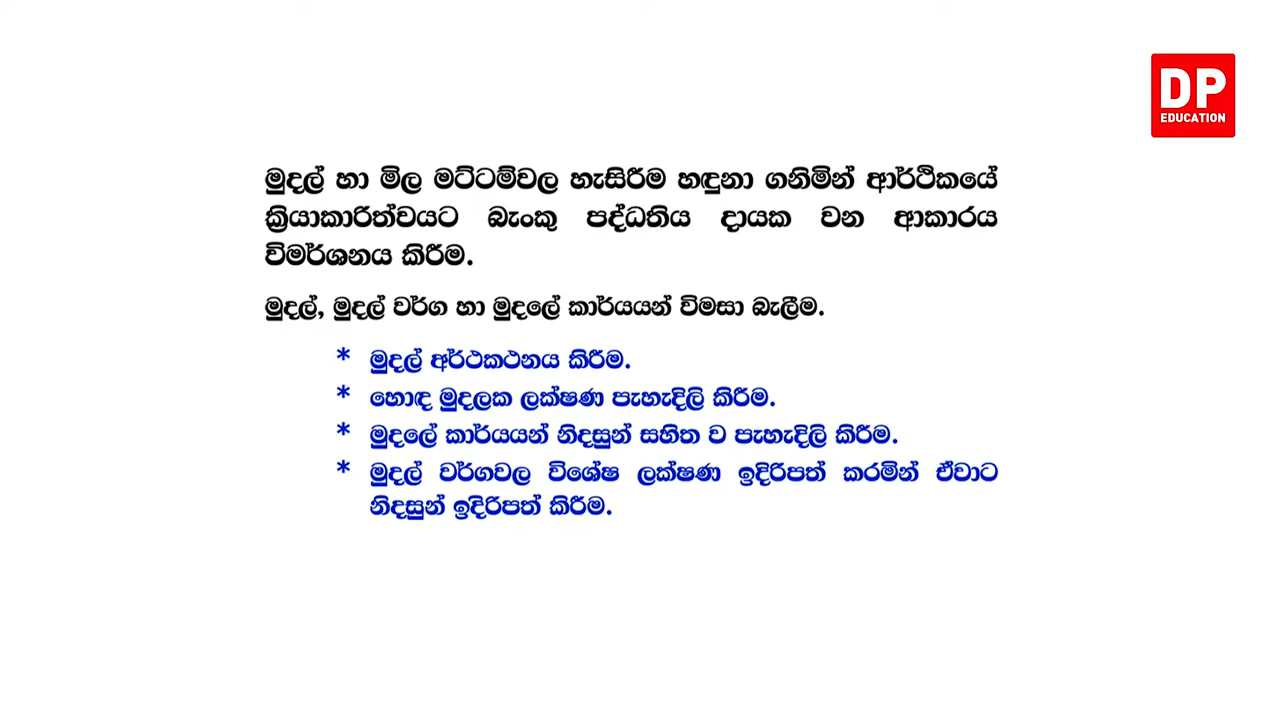 DP
EDUCATION
මුදල් හා මිල මට්ටම්වල හැසිරීම හඳුනා ගනිමින් ආර්ථිකයේ
ක්‍රියාකාරිත්වයට බැංකු පද්ධතිය දායක වන ආකාරය
විමර්ශනය කිරීම.
මුදල්, මුදල් වර්ග හා මුදලේ කාර්යයන් විමසා බැලීම.
* මුදල් අර්ථකථනය කිරීම.
* හොඳ මුදලක ලක්ෂණ පැහැදිලි කිරීම.
* මුදලේ කාර්යයන් නිදසුන් සහිත ව පැහැදිලි කිරීම.
* මුදල් වර්ගවල විශේෂ ලක්ෂණ ඉදිරිපත් කරමින් ඒවාට
නිදසුන් ඉදිරිපත් කිරීම.